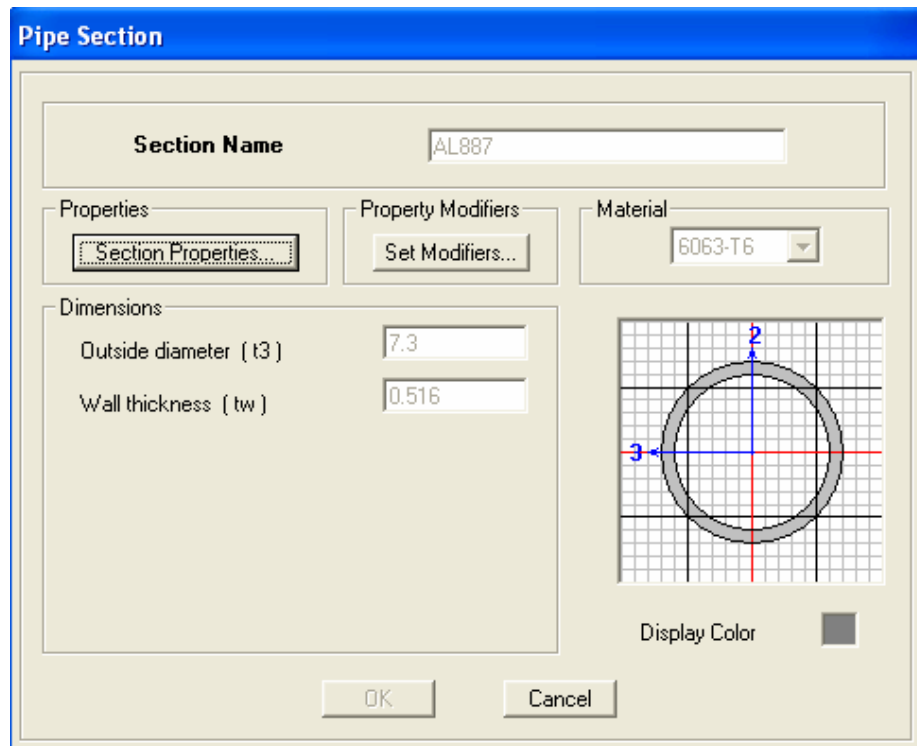 Pipe Section
Section Name AL887
Properties Property Modifiers Material
Section Properties... Set Modifiers... 6063-T6
Dimensions
Outside diameter ( t3 ) 7.3
Wall thickness ( tw ) 0.516
2
3
Display Color
OK Cancel